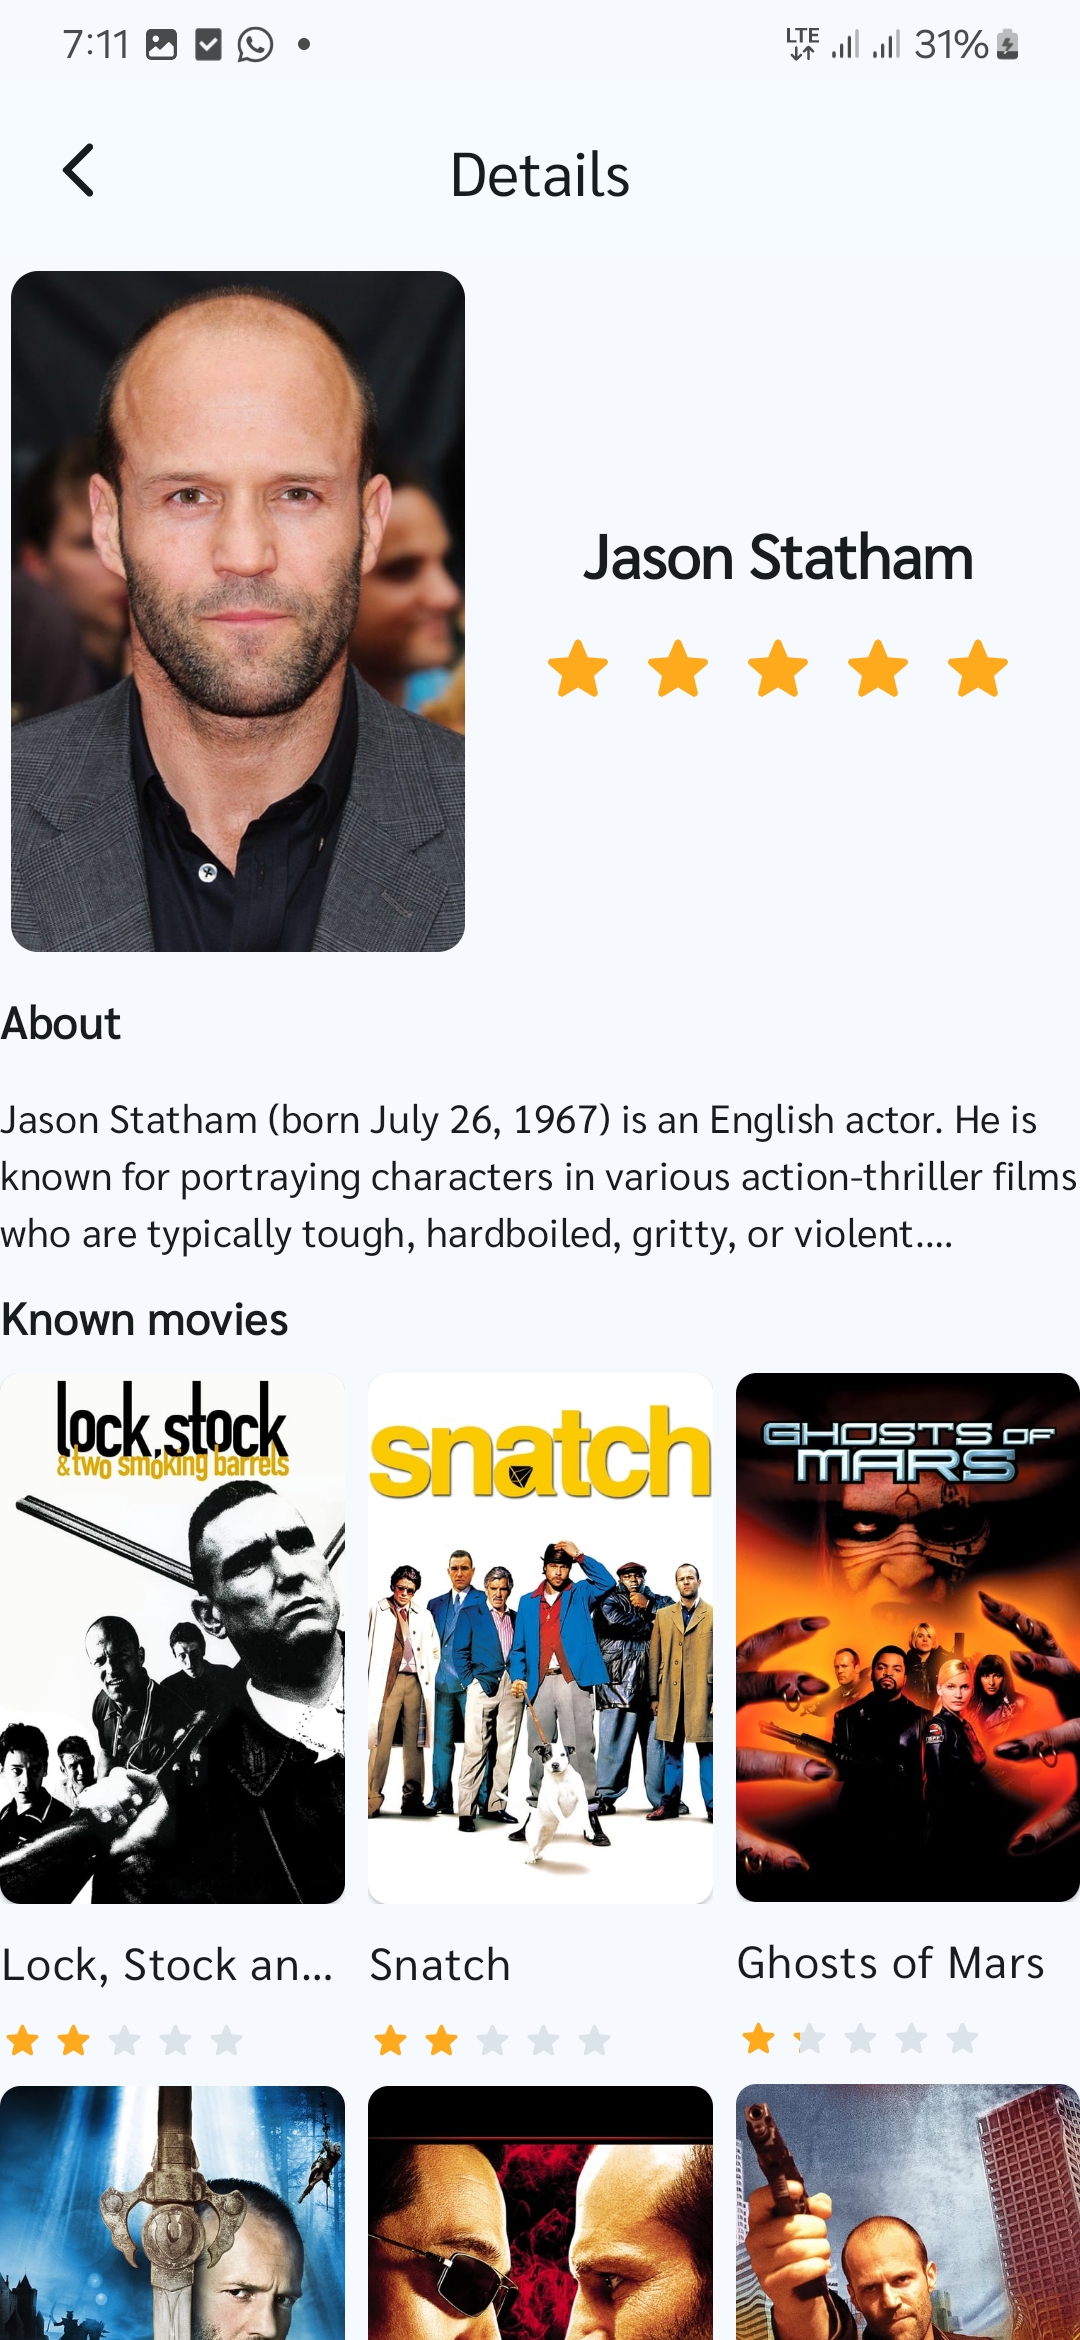 7:11
LTE 31%
Details
Jason Statham
About
Jason Statham (born July 26, 1967) is an English actor. He is
known for portraying characters in various action-thriller films
who are typically tough, hardboiled, gritty, or violent....
Known movies
lock, stock
& two smoking barrels
snatch
GHOSTS OF
MARS
Lock, Stock an...
Snatch
Ghosts of Mars